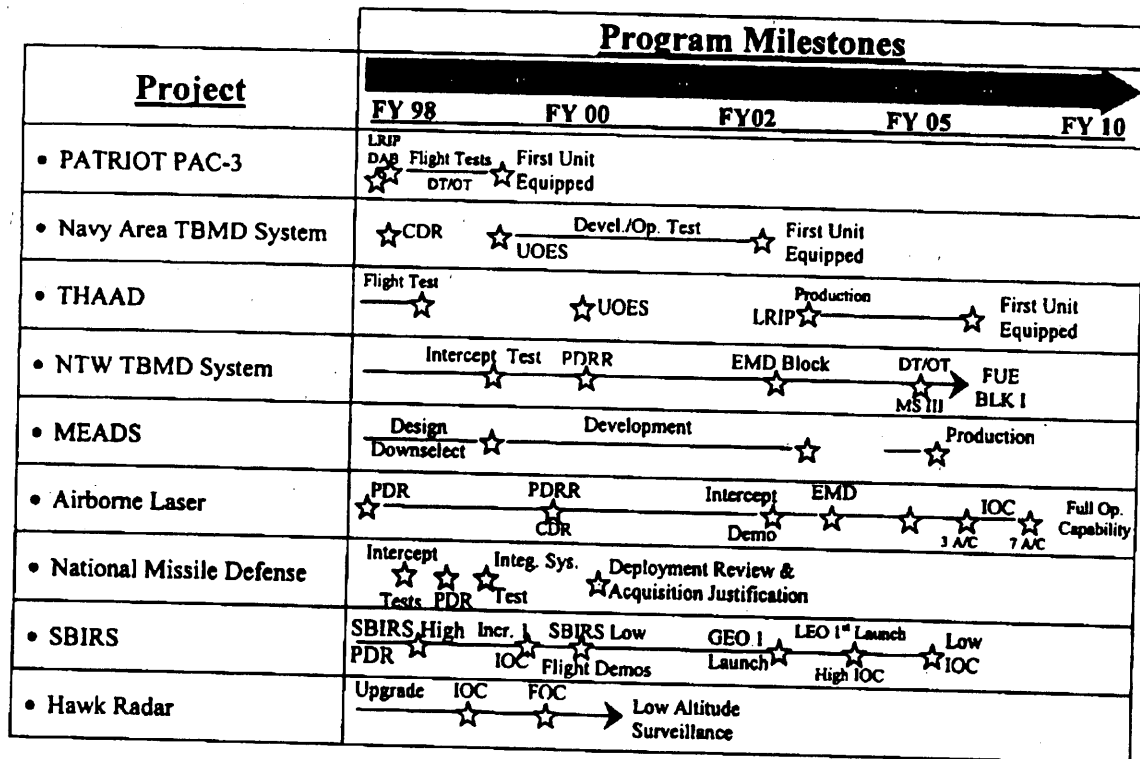 Program Milestones
Project
FY 98 FY 00 FY02 FY 05 FY 10
• PATRIOT PAC-3
LRIP
DAB Flight Tests First Unit
DT/OT Equipped
• Navy Area TBMD System
CDR Devel./Op. Test First Unit
UOES Equipped
• THAAD
Flight Test Production First Unit
UOES LRIP Equipped
• NTW TBMD System
Intercept Test PDRR EMD Block DT/OT FUE
MS III BLK I
• MEADS
Design Development Production
Downselect
• Airborne Laser
PDR PDRR Intercept EMD IOC Full Op.
CDR Demo 3 A/C 7 A/C Capability
• National Missile Defense
Intercept Integ. Sys. Deployment Review &
Tests PDR Test Acquisition Justification
• SBIRS
SBIRS High Incr. 1 SBIRS Low GEO 1 LEO 1st Launch Low
PDR IOC Flight Demos Launch High IOC IOC
• Hawk Radar
Upgrade IOC FOC Low Altitude
Surveillance